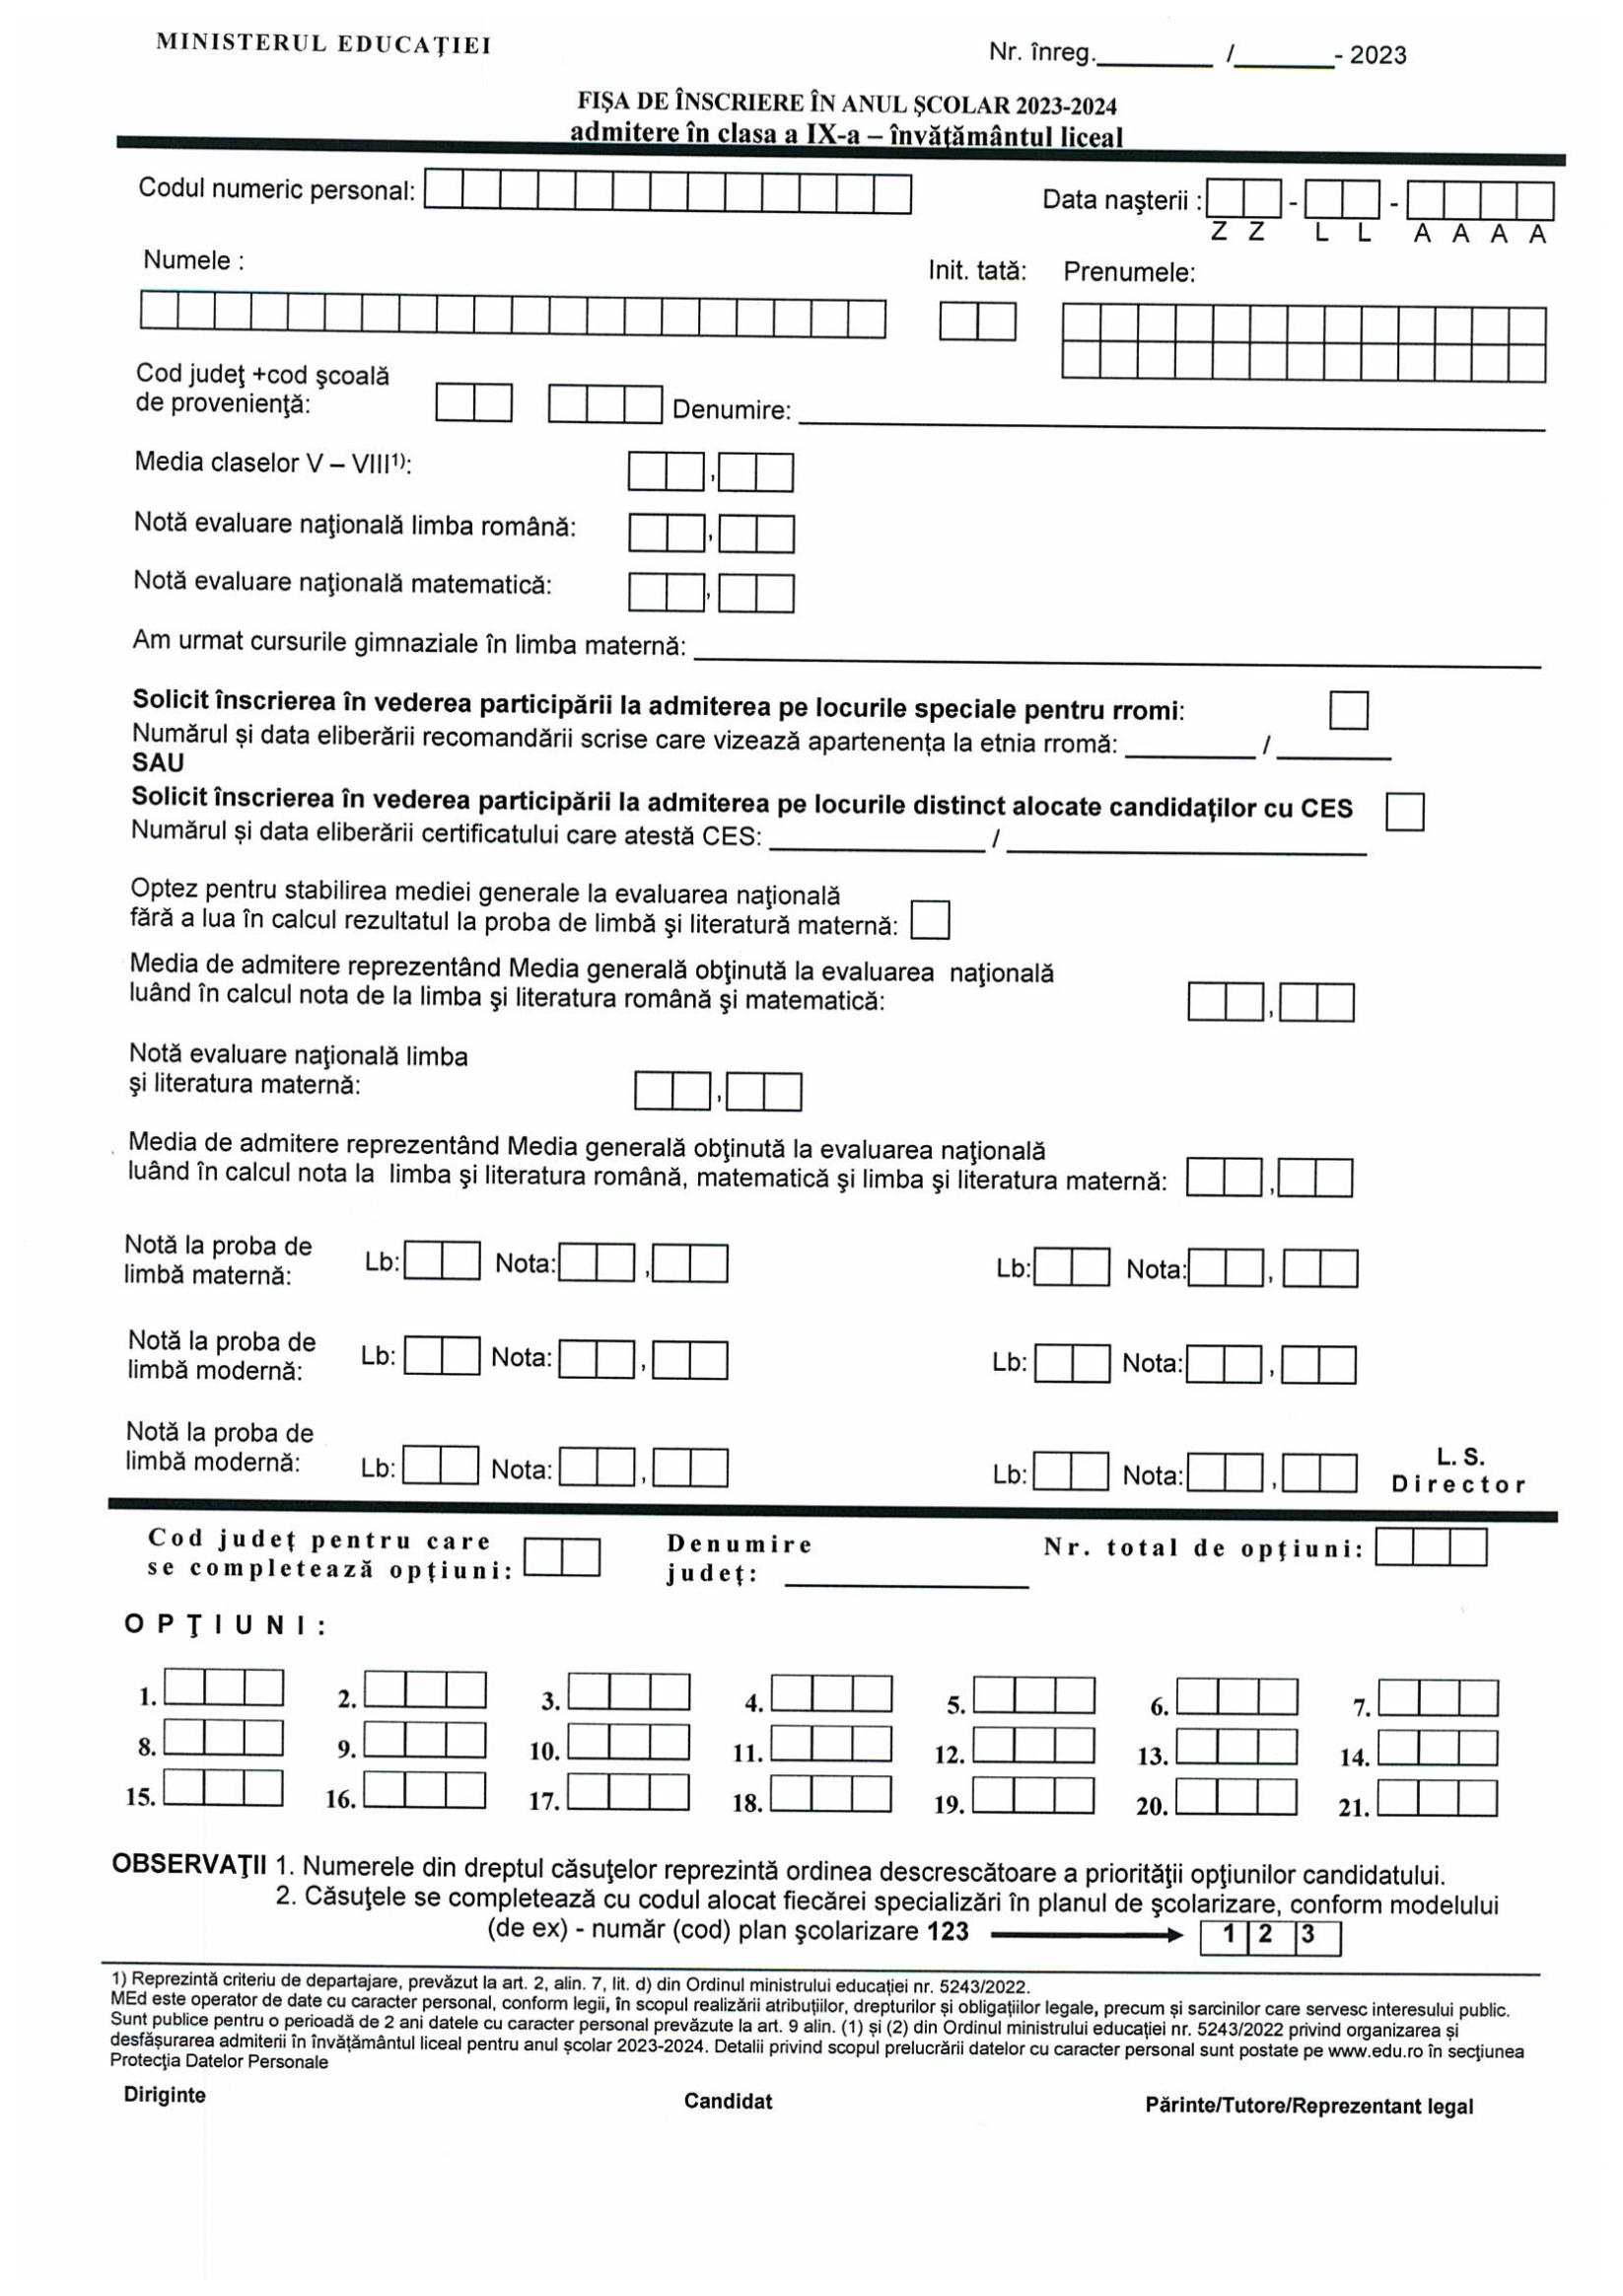 MINISTERUL EDUCAŢIEI
Nr. înreg.________ /_______- 2023
FIŞA DE ÎNSCRIERE ÎN ANUL ŞCOLAR 2023-2024
admitere în clasa a IX-a – învăţământul liceal
Codul numeric personal:
Data naşterii : - -
Z Z L L A A A A
Numele :
Init. tată:
Prenumele:
Cod judeţ +cod şcoală
de provenienţă:
Denumire:
Media claselor V – VIII¹⁾: ,
Notă evaluare naţională limba română: ,
Notă evaluare naţională matematică: ,
Am urmat cursurile gimnaziale în limba maternă:
Solicit înscrierea în vederea participării la admiterea pe locurile speciale pentru rromi:
Numărul și data eliberării recomandării scrise care vizează apartenența la etnia rromă: _________ / ________
SAU
Solicit înscrierea în vederea participării la admiterea pe locurile distinct alocate candidaților cu CES
Numărul și data eliberării certificatului care atestă CES: _______________ / _________________________
Optez pentru stabilirea mediei generale la evaluarea naţională
fără a lua în calcul rezultatul la proba de limbă şi literatură maternă:
Media de admitere reprezentând Media generală obţinută la evaluarea naţională
luând în calcul nota de la limba şi literatura română şi matematică: ,
Notă evaluare naţională limba
şi literatura maternă: ,
Media de admitere reprezentând Media generală obţinută la evaluarea naţională
luând în calcul nota la limba şi literatura română, matematică şi limba şi literatura maternă: ,
Notă la proba de
limbă maternă:
Lb: Nota: , Lb: Nota: ,
Notă la proba de
limbă modernă:
Lb: Nota: , Lb: Nota: ,
Notă la proba de
limbă modernă:
Lb: Nota: , Lb: Nota: ,
L. S.
Director
Cod județ pentru care
se completează opțiuni:
Denumire
județ:
Nr. total de opţiuni:
OPŢIUNI:
1. 2. 3. 4. 5. 6. 7.
8. 9. 10. 11. 12. 13. 14.
15. 16. 17. 18. 19. 20. 21.
OBSERVAŢII 1. Numerele din dreptul căsuţelor reprezintă ordinea descrescătoare a priorităţii opţiunilor candidatului.
2. Căsuţele se completează cu codul alocat fiecărei specializări în planul de şcolarizare, conform modelului
(de ex) - număr (cod) plan şcolarizare 123 1 2 3
1) Reprezintă criteriu de departajare, prevăzut la art. 2, alin. 7, lit. d) din Ordinul ministrului educației nr. 5243/2022.
MEd este operator de date cu caracter personal, conform legii, în scopul realizării atribuțiilor, drepturilor și obligațiilor legale, precum și sarcinilor care servesc interesului public.
Sunt publice pentru o perioadă de 2 ani datele cu caracter personal prevăzute la art. 9 alin. (1) și (2) din Ordinul ministrului educației nr. 5243/2022 privind organizarea și
desfășurarea admiterii în învățământul liceal pentru anul școlar 2023-2024. Detalii privind scopul prelucrării datelor cu caracter personal sunt postate pe www.edu.ro în secțiunea
Protecția Datelor Personale
Diriginte
Candidat
Părinte/Tutore/Reprezentant legal